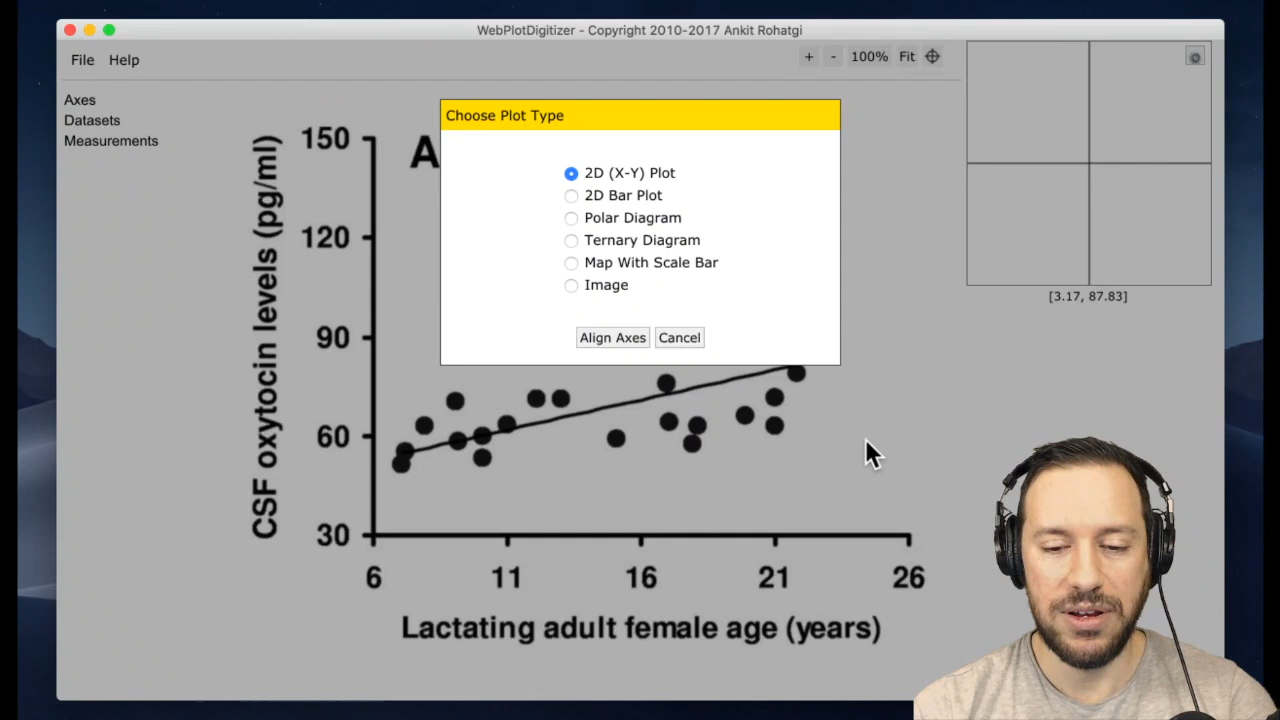 WebPlotDigitizer - Copyright 2010-2017 Ankit Rohatgi
File Help
+ - 100% Fit
Axes
Datasets
Measurements
[3.17, 87.83]
Choose Plot Type
2D (X-Y) Plot
2D Bar Plot
Polar Diagram
Ternary Diagram
Map With Scale Bar
Image
Align Axes Cancel
A
CSF oxytocin levels (pg/ml)
150
120
90
60
30
6 11 16 21 26
Lactating adult female age (years)